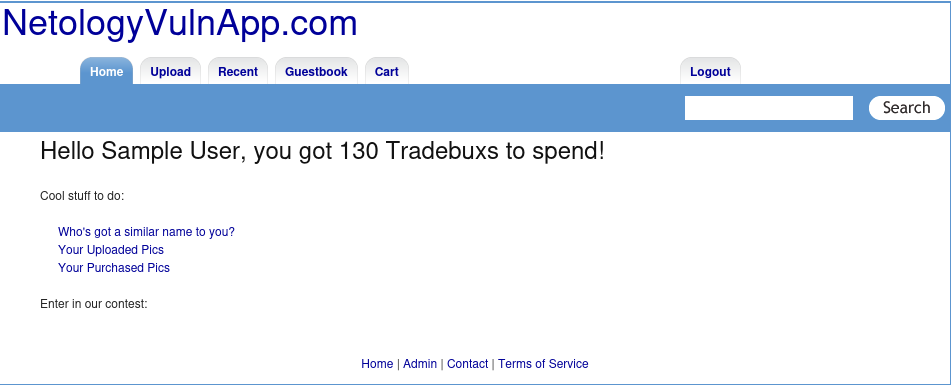 NetologyVulnApp.com
Home Upload Recent Guestbook Cart Logout
Search
Hello Sample User, you got 130 Tradebuxs to spend!
Cool stuff to do:
Who's got a similar name to you?
Your Uploaded Pics
Your Purchased Pics
Enter in our contest:
Home | Admin | Contact | Terms of Service